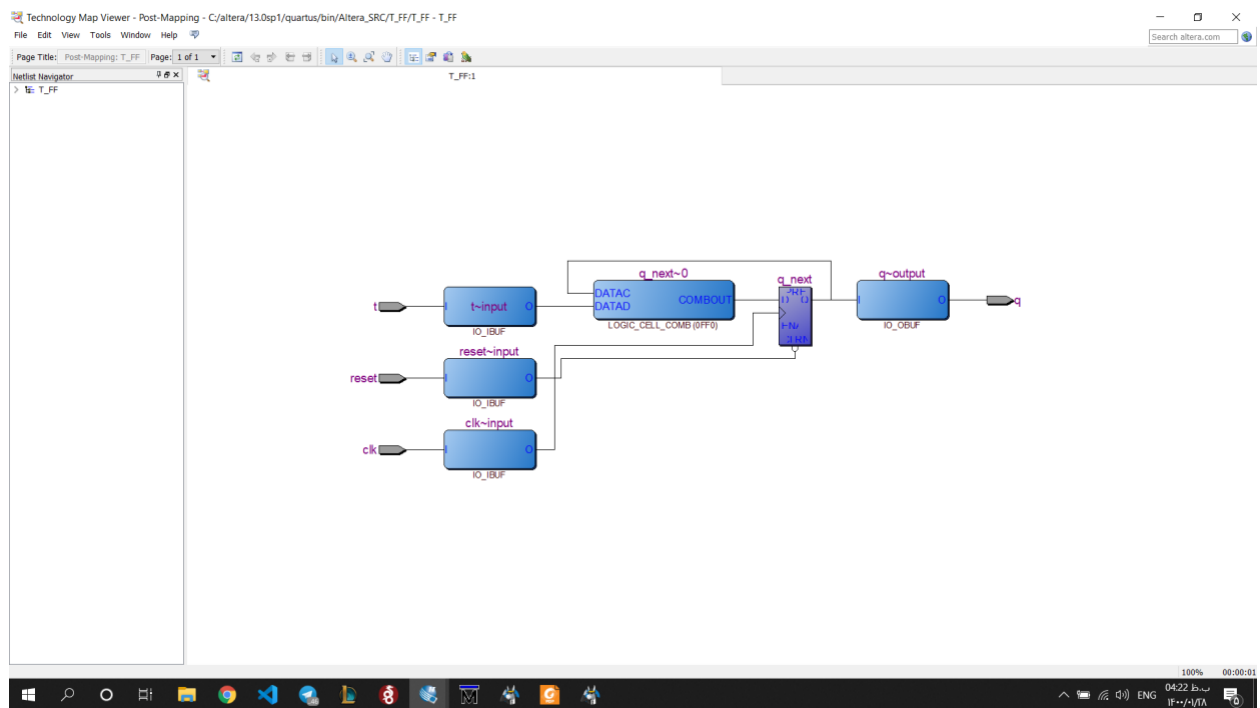 Technology Map Viewer - Post-Mapping - C:/altera/13.0sp1/quartus/bin/Altera_SRC/T_FF/T_FF - T_FF
File Edit View Tools Window Help
Search altera.com
Page Title: Post-Mapping: T_FF Page: 1 of 1
Netlist Navigator
T_FF:1
T_FF
q_next~0
q_next
q~output
DATAC
DATAD
COMBOUT
PRE
D Q
ENA
CLRN
t
I t~input O
IO_IBUF
LOGIC_CELL_COMB (0FF0)
I O
IO_OBUF
q
reset~input
reset
I O
IO_IBUF
clk~input
clk
I O
IO_IBUF
100% 00:00:01
ENG
04:22 ب.ظ
۱۴۰۰/۰۱/۲۸